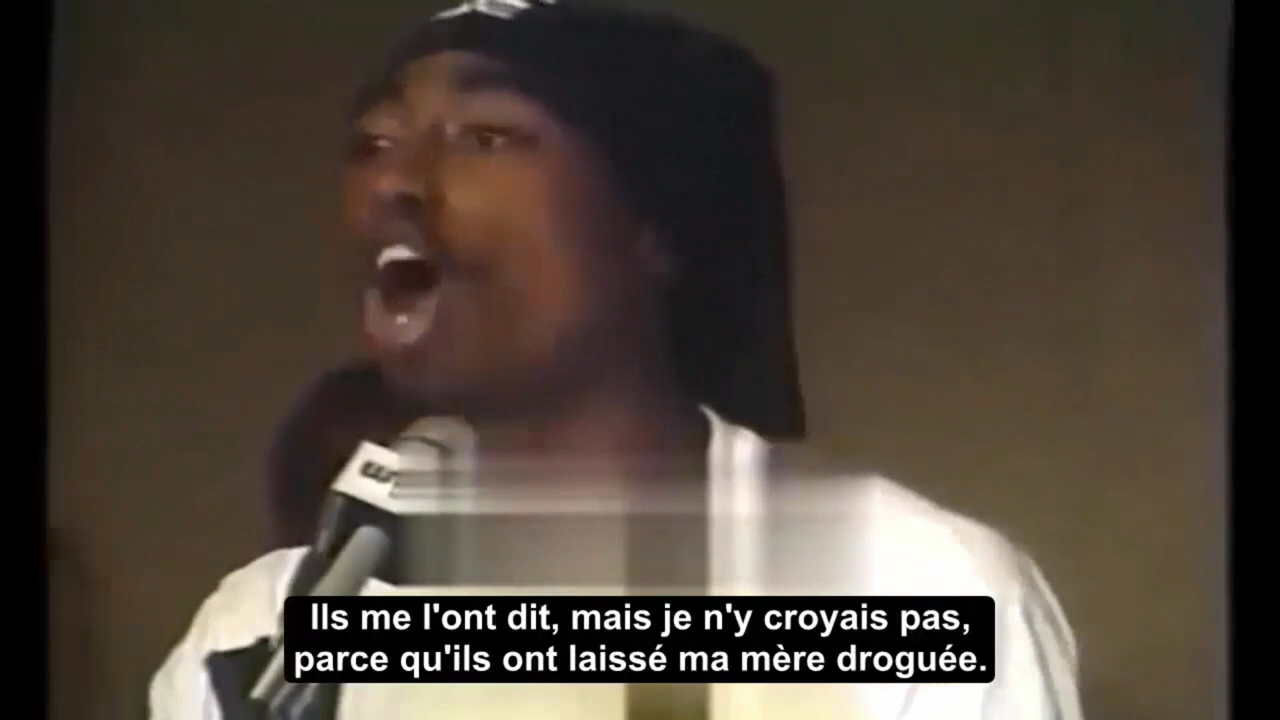 Ils me l'ont dit, mais je n'y croyais pas,
parce qu'ils ont laissé ma mère droguée.